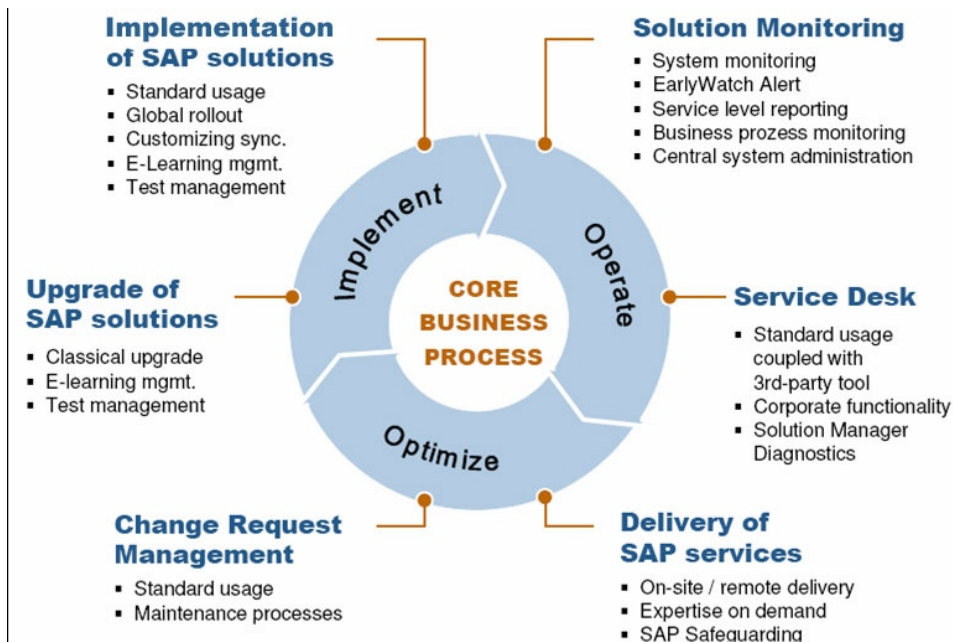 Implementation
of SAP solutions
▪ Standard usage
▪ Global rollout
▪ Customizing sync.
▪ E-Learning mgmt.
▪ Test management
Solution Monitoring
▪ System monitoring
▪ EarlyWatch Alert
▪ Service level reporting
▪ Business prozess monitoring
▪ Central system administration
Implement
Operate
Optimize
CORE
BUSINESS
PROCESS
Upgrade of
SAP solutions
▪ Classical upgrade
▪ E-learning mgmt.
▪ Test management
Service Desk
▪ Standard usage
coupled with
3rd-party tool
▪ Corporate functionality
▪ Solution Manager
Diagnostics
Change Request
Management
▪ Standard usage
▪ Maintenance processes
Delivery of
SAP services
▪ On-site / remote delivery
▪ Expertise on demand
▪ SAP Safeguarding